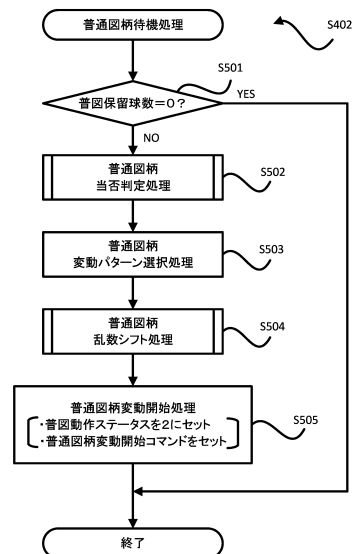 普通図柄待機処理
S402
S501
普図保留球数＝０？
YES
NO
普通図柄
当否判定処理
S502
普通図柄
変動パターン選択処理
S503
普通図柄
乱数シフト処理
S504
普通図柄変動開始処理
・普図動作ステータスを２にセット
・普通図柄変動開始コマンドをセット
S505
終了